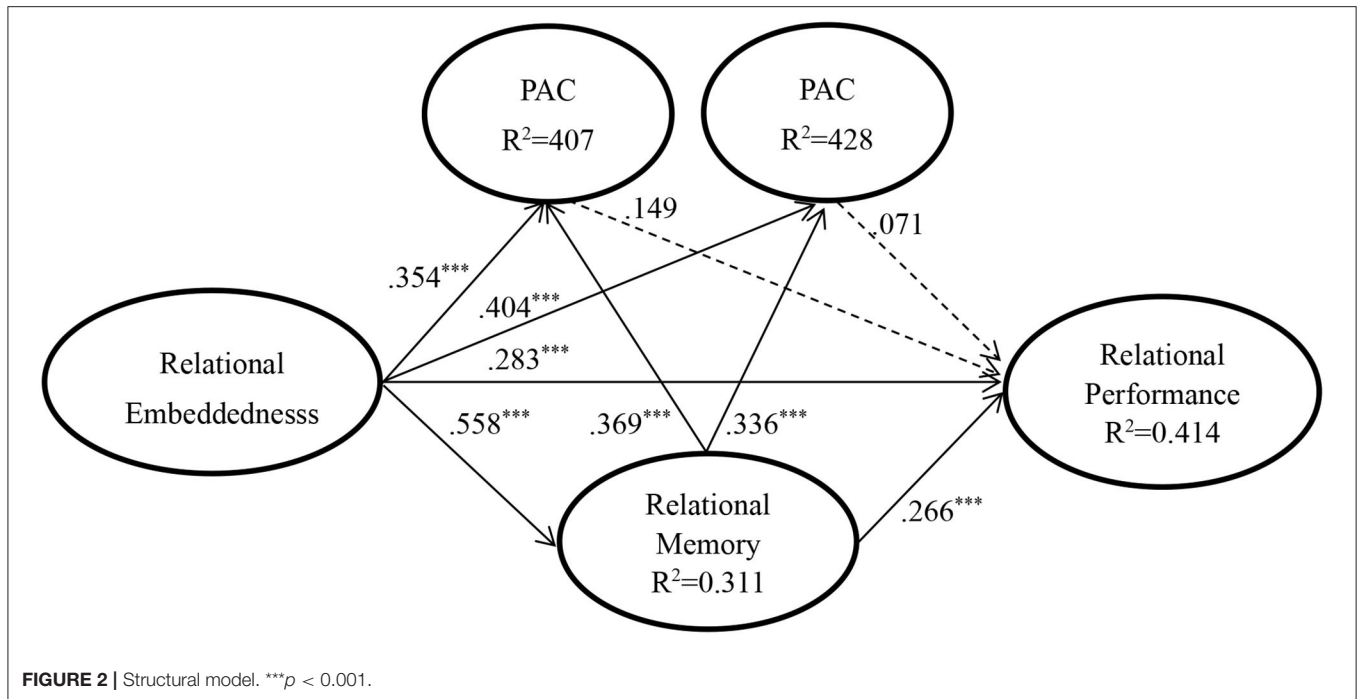 PAC
R²=407
PAC
R²=428
.149
.071
.354***
.404***
.283***
Relational
Embeddednesss
Relational
Performance
R²=0.414
.558***
.369***
.336***
.266***
Relational
Memory
R²=0.311
FIGURE 2 | Structural model. ***p < 0.001.